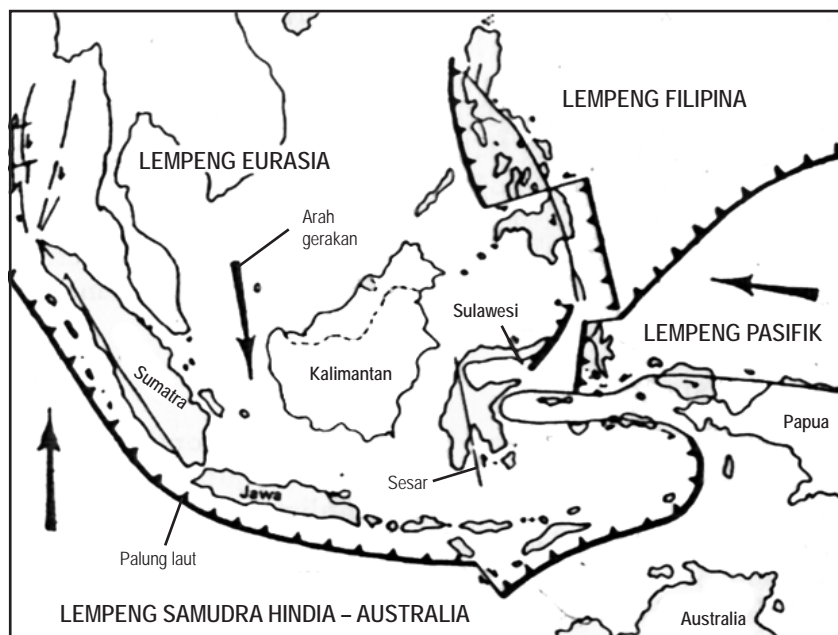 LEMPENG FILIPINA
LEMPENG EURASIA
Arah
gerakan
Sulawesi
LEMPENG PASIFIK
Sumatra
Kalimantan
Papua
Sesar
Jawa
Palung laut
LEMPENG SAMUDRA HINDIA – AUSTRALIA
Australia